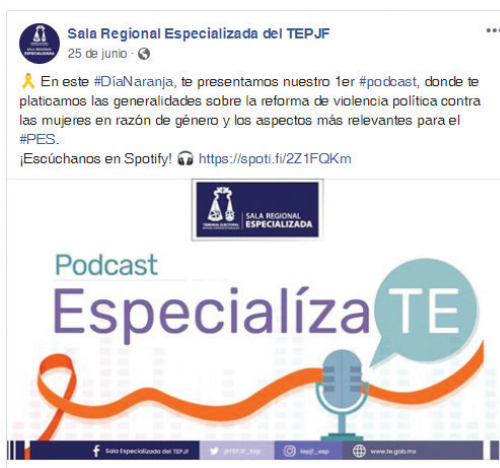 Sala Regional Especializada del TEPJF
25 de junio ·
En este #DíaNaranja, te presentamos nuestro 1er #podcast, donde te
platicamos las generalidades sobre la reforma de violencia política contra
las mujeres en razón de género y los aspectos más relevantes para el
#PES.
¡Escúchanos en Spotify! https://spoti.fi/2Z1FQKm
SALA REGIONAL
ESPECIALIZADA
TRIBUNAL ELECTORAL
Podcast
EspecialízaTE
Sala Especializada del TEPJF
@TEPJF_Esp
tepjf_esp
www.te.gob.mx